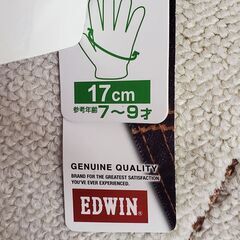 17cm
参考年齢 7～9才
GENUINE QUALITY
BRAND FOR THE GREATEST SATISFACTION
YOU'VE EVER EXPERIENCED.
EDWIN®